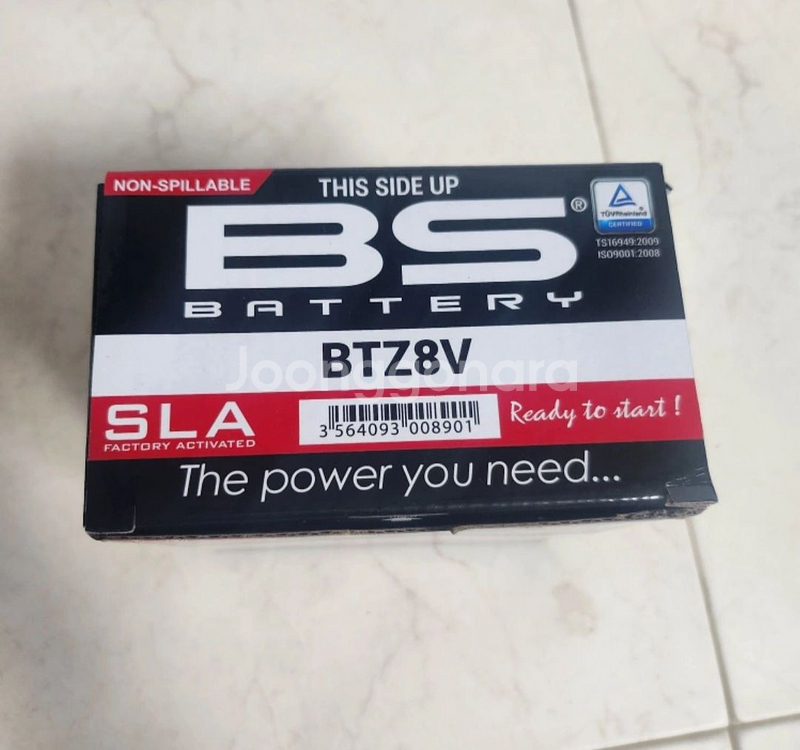 NON-SPILLABLE
THIS SIDE UP
BS®
BATTERY
TÜVRheinland
CERTIFIED
TS16949:2009
ISO9001:2008
BTZ8V
Joonggonara
SLA
FACTORY ACTIVATED
3 564093 008901
Ready to start !
The power you need...